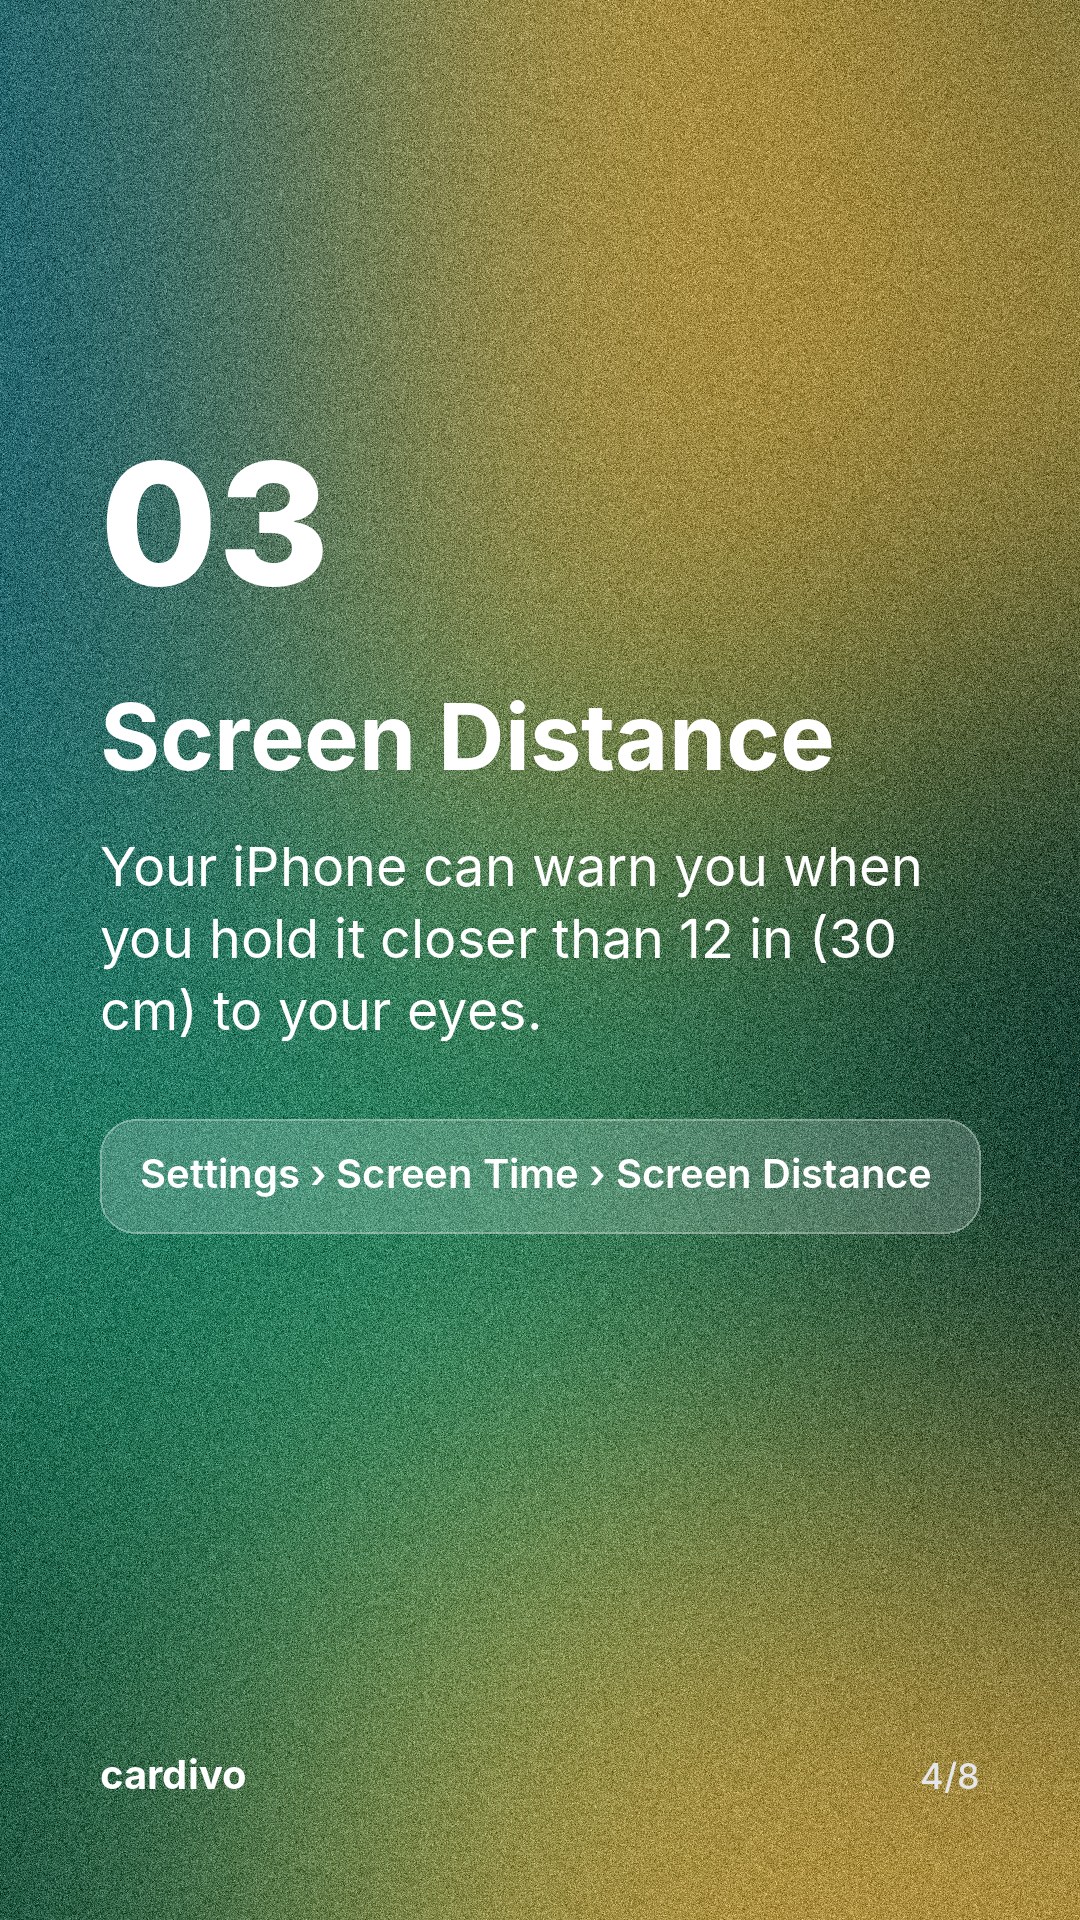 03
Screen Distance
Your iPhone can warn you when
you hold it closer than 12 in (30
cm) to your eyes.
Settings › Screen Time › Screen Distance
cardivo
4/8